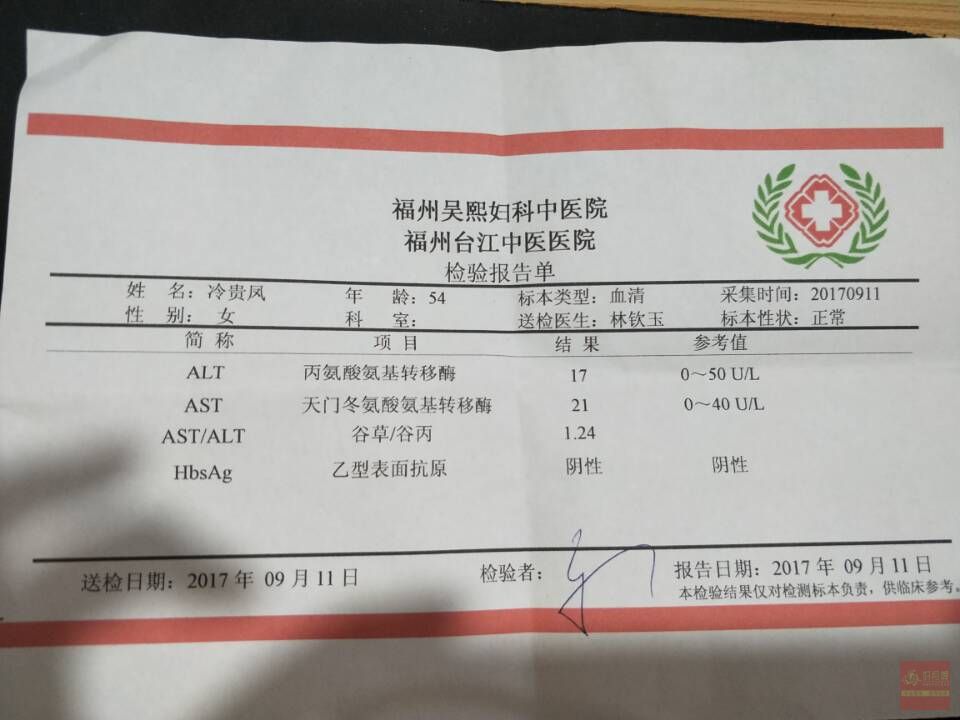 福州吴熙妇科中医院
福州台江中医医院
检验报告单
姓 名：冷贵凤 年 龄：54 标本类型：血清 采集时间：20170911
性 别：女 科 室： 送检医生：林钦玉 标本性状：正常
简 称 项 目 结 果 参考值
ALT 丙氨酸氨基转移酶 17 0～50 U/L
AST 天门冬氨酸氨基转移酶 21 0～40 U/L
AST/ALT 谷草/谷丙 1.24
HbsAg 乙型表面抗原 阴性 阴性
送检日期：2017 年 09 月 11 日 检验者： 报告日期：2017 年 09 月 11 日
本检验结果仅对检测标本负责，供临床参考。